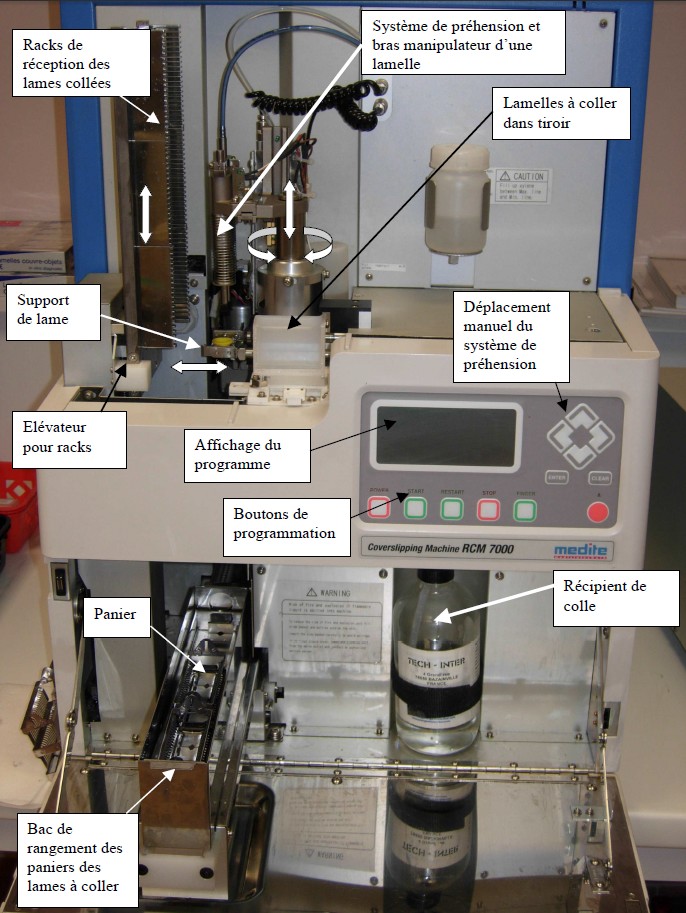 Système de préhension et
bras manipulateur d'une
lamelle
Racks de
réception des
lames collées
Lamelles à coller
dans tiroir
CAUTION
Support
de lame
Déplacement
manuel du
système de
préhension
Elévateur
pour racks
Affichage du
programme
ENTER
CLEAR
POWER
START
RESTART
STOP
Boutons de
programmation
Coverslipping Machine RCM 7000
medite
WARNING
Récipient de
colle
Panier
TECH - INTER
FRANCE
Bac de
rangement des
paniers des
lames à coller